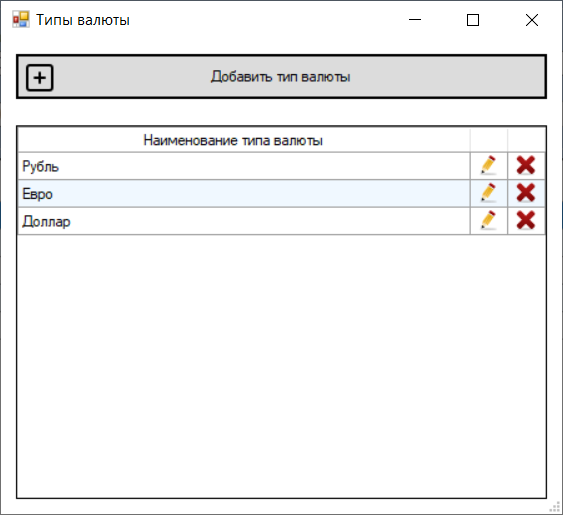 Типы валюты
Добавить тип валюты
Наименование типа валюты
Рубль
Евро
Доллар